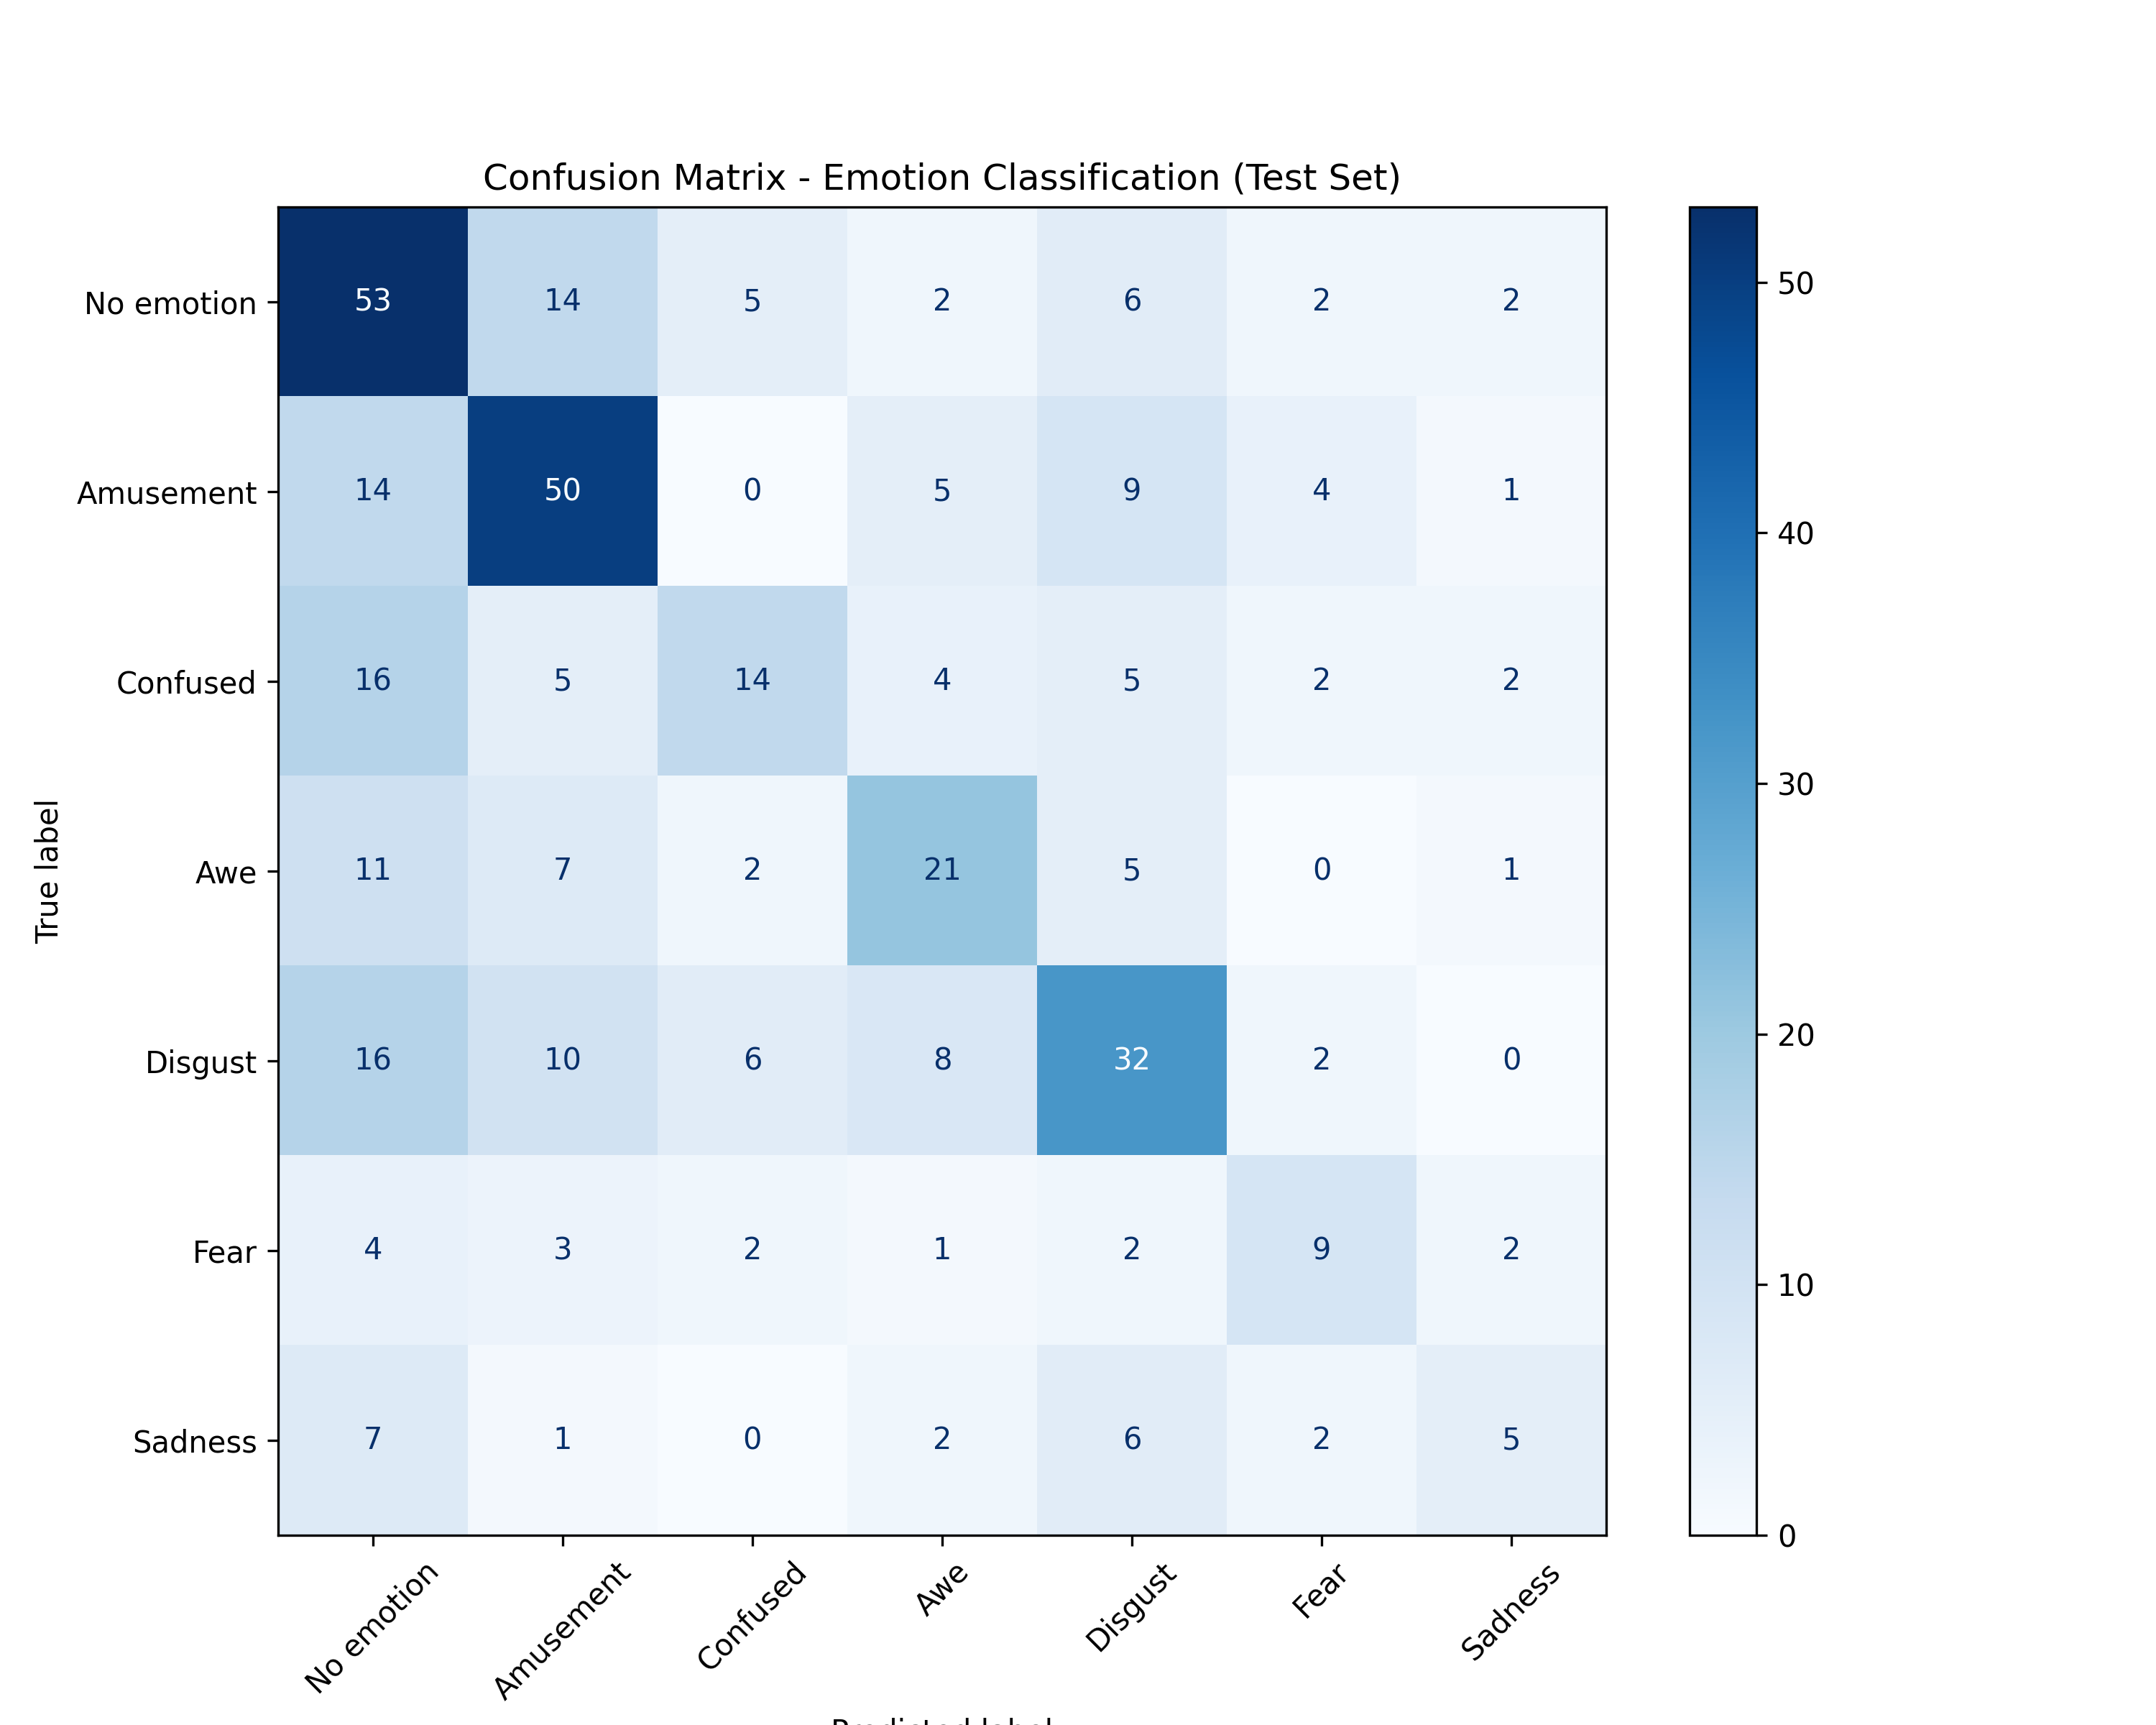 Confusion Matrix - Emotion Classification (Test Set)
No emotion 53 14 5 2 6 2 2
Amusement 14 50 0 5 9 4 1
Confused 16 5 14 4 5 2 2
Awe 11 7 2 21 5 0 1
Disgust 16 10 6 8 32 2 0
Fear 4 3 2 1 2 9 2
Sadness 7 1 0 2 6 2 5
True label
No emotion Amusement Confused Awe Disgust Fear Sadness
Predicted label
50
40
30
20
10
0